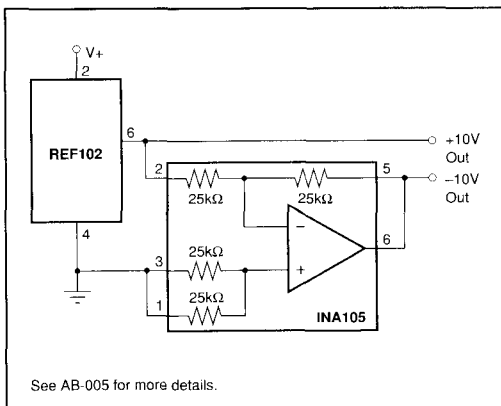 V+
2
REF102
6
+10V
Out
2
25kΩ
25kΩ
5
−10V
Out
−
6
4
3
25kΩ
+
1
25kΩ
INA105
See AB-005 for more details.